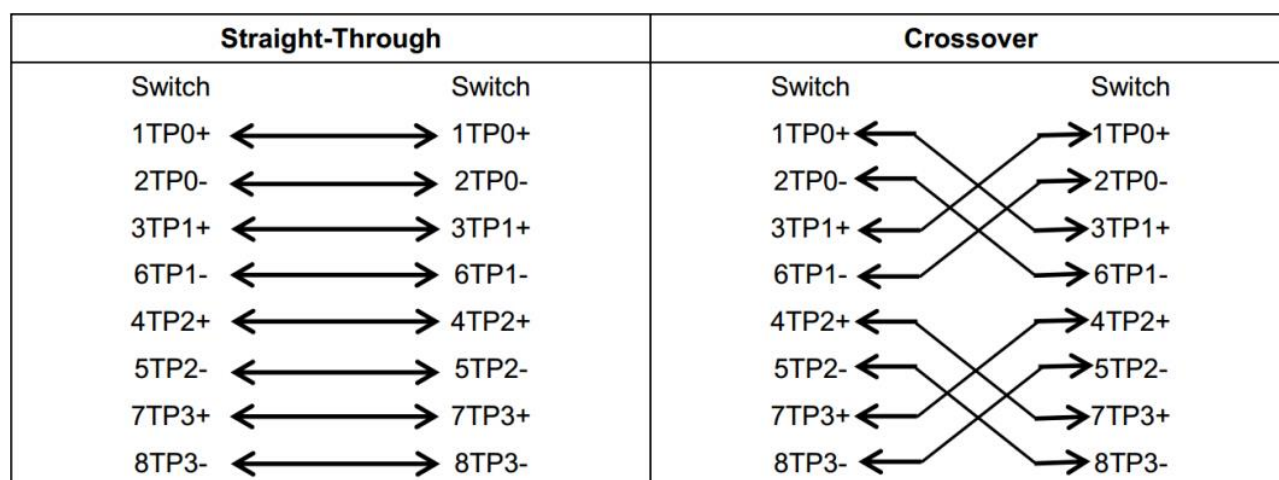 Straight-Through Crossover
Switch Switch Switch Switch
1TP0+ 1TP0+ 1TP0+ 1TP0+
2TP0- 2TP0- 2TP0- 2TP0-
3TP1+ 3TP1+ 3TP1+ 3TP1+
6TP1- 6TP1- 6TP1- 6TP1-
4TP2+ 4TP2+ 4TP2+ 4TP2+
5TP2- 5TP2- 5TP2- 5TP2-
7TP3+ 7TP3+ 7TP3+ 7TP3+
8TP3- 8TP3- 8TP3- 8TP3-